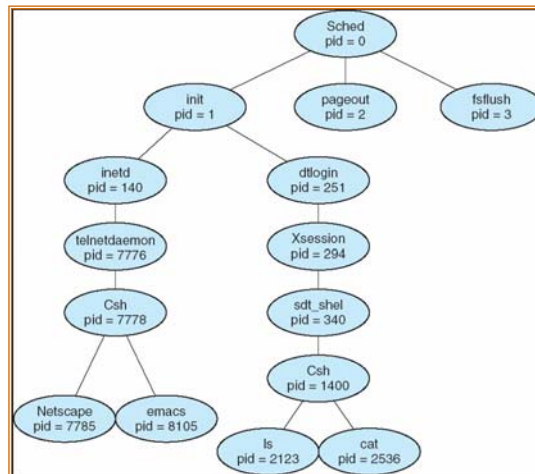 Sched
pid = 0
init
pid = 1
pageout
pid = 2
fsflush
pid = 3
inetd
pid = 140
dtlogin
pid = 251
telnetdaemon
pid = 7776
Xsession
pid = 294
Csh
pid = 7778
sdt_shel
pid = 340
Csh
pid = 1400
Netscape
pid = 7785
emacs
pid = 8105
ls
pid = 2123
cat
pid = 2536